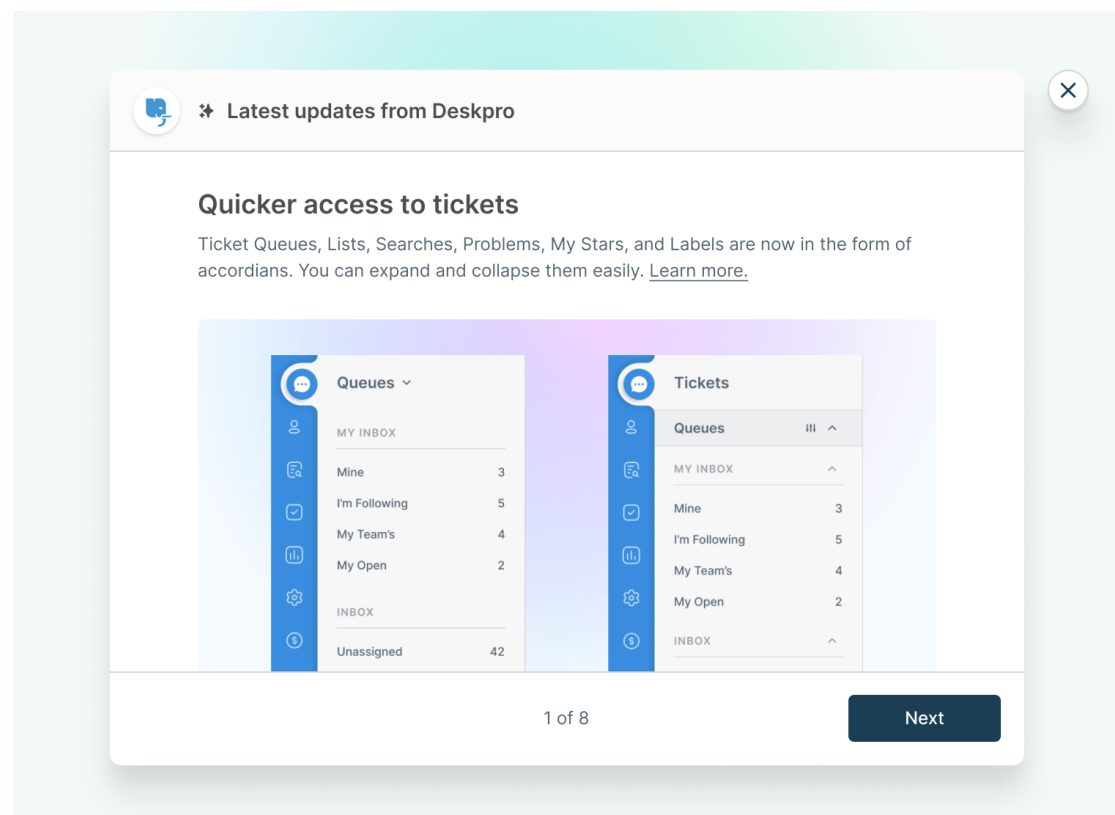 Latest updates from Deskpro
Quicker access to tickets
Ticket Queues, Lists, Searches, Problems, My Stars, and Labels are now in the form of
accordians. You can expand and collapse them easily. Learn more.
Queues
MY INBOX
Mine 3
I'm Following 5
My Team's 4
My Open 2
INBOX
Unassigned 42
Tickets
Queues
MY INBOX
Mine 3
I'm Following 5
My Team's 4
My Open 2
INBOX
1 of 8
Next